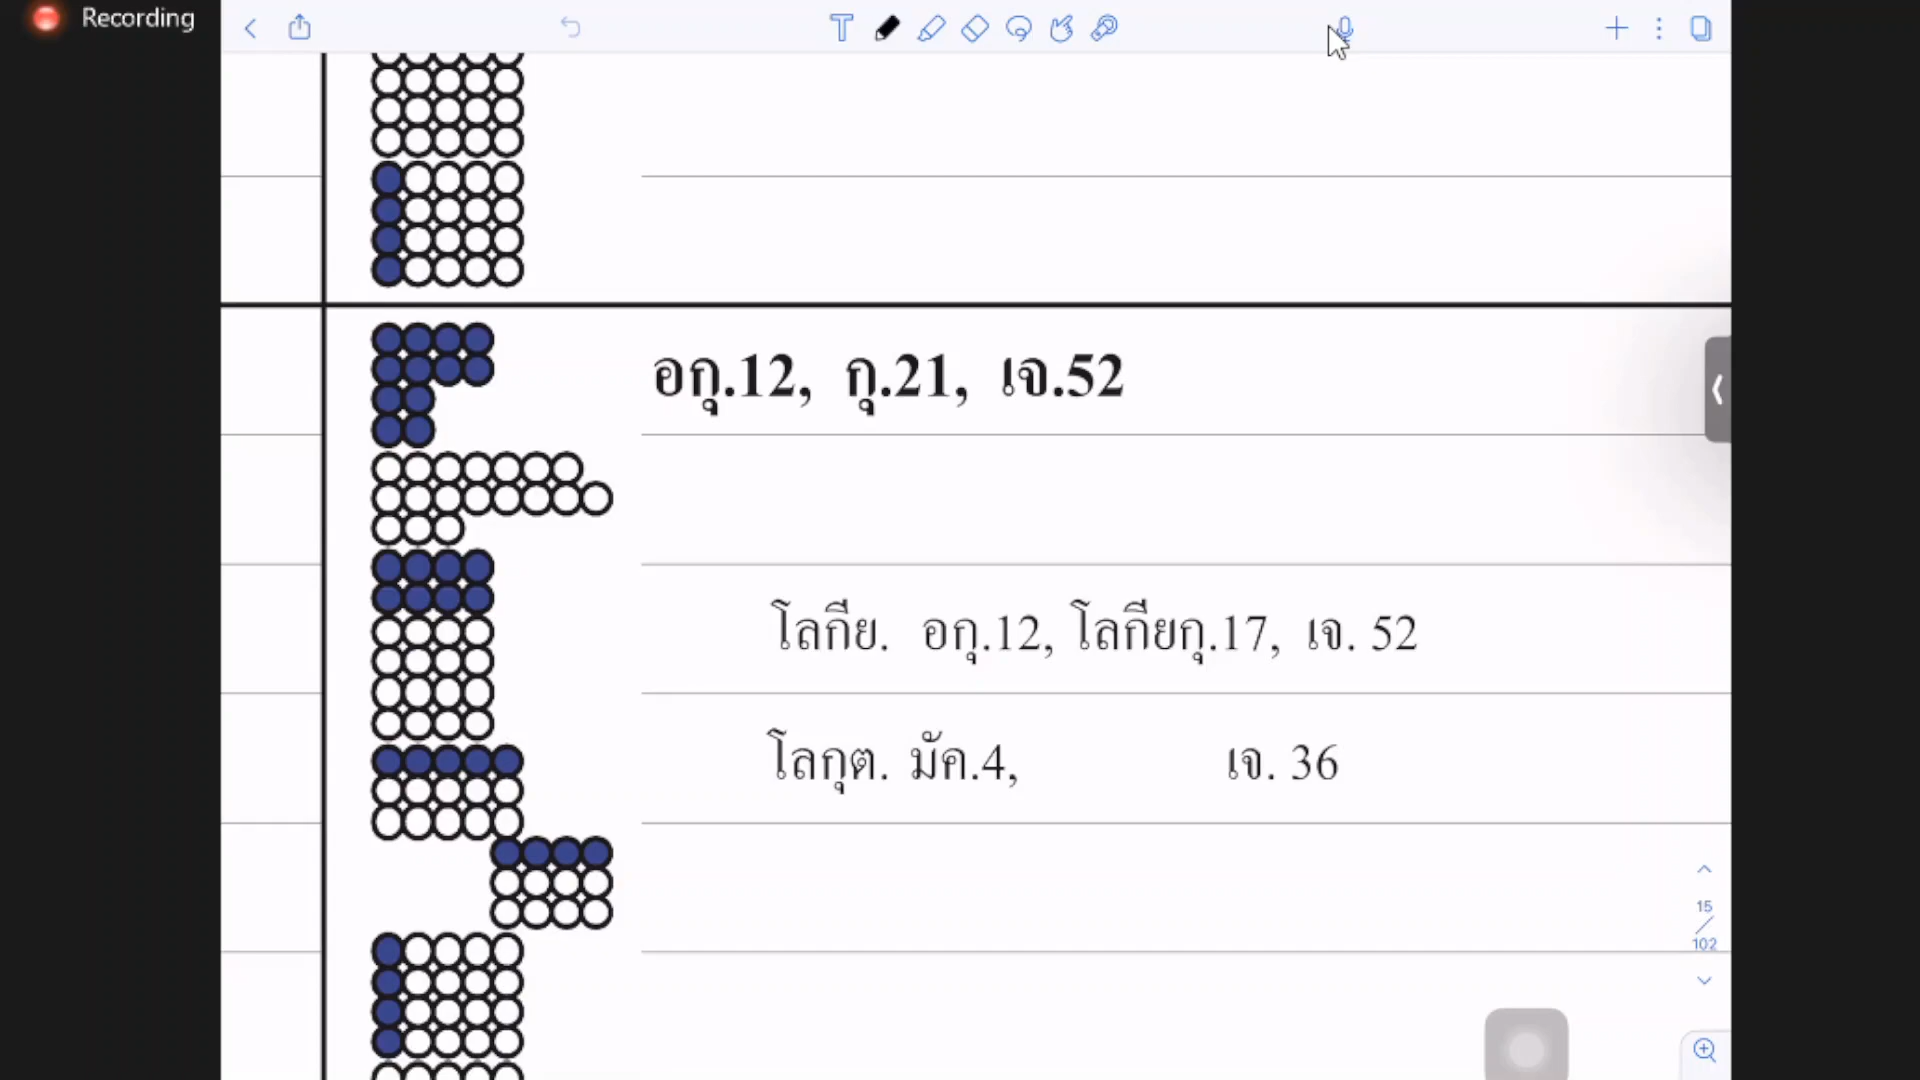 Recording
อกุ.12, กุ.21, เจ.52
โลกีย. อกุ.12, โลกียกุ.17, เจ. 52
โลกุต. มัค.4, เจ. 36
15
102